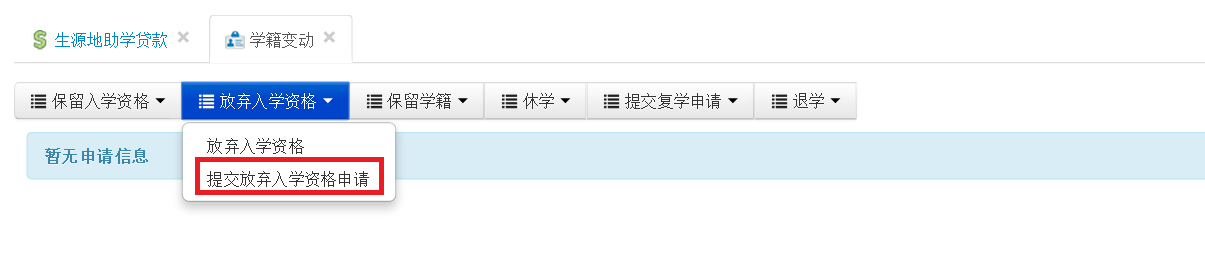 生源地助学贷款
学籍变动
保留入学资格
放弃入学资格
保留学籍
休学
提交复学申请
退学
放弃入学资格
提交放弃入学资格申请
暂无申请信息